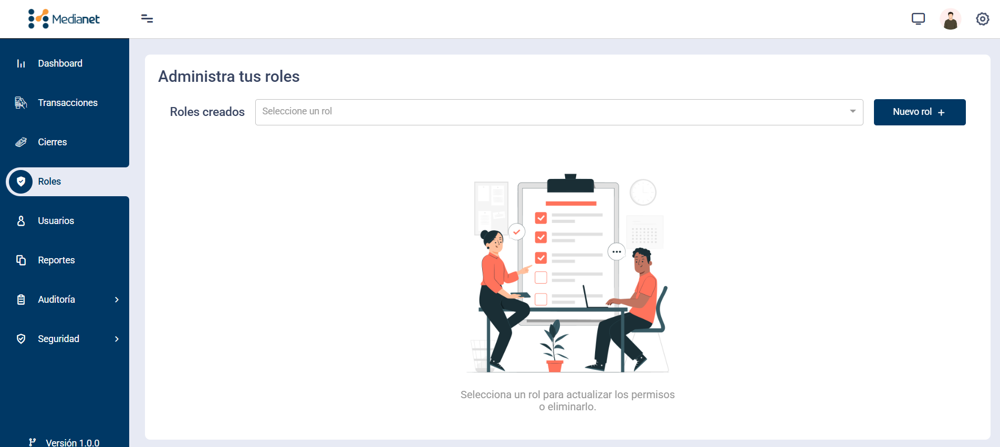 Medianet
Dashboard
Transacciones
Cierres
Roles
Usuarios
Reportes
Auditoría
Seguridad
Versión 1.0.0
Administra tus roles
Roles creados
Seleccione un rol
Nuevo rol +
Selecciona un rol para actualizar los permisos
o eliminarlo.